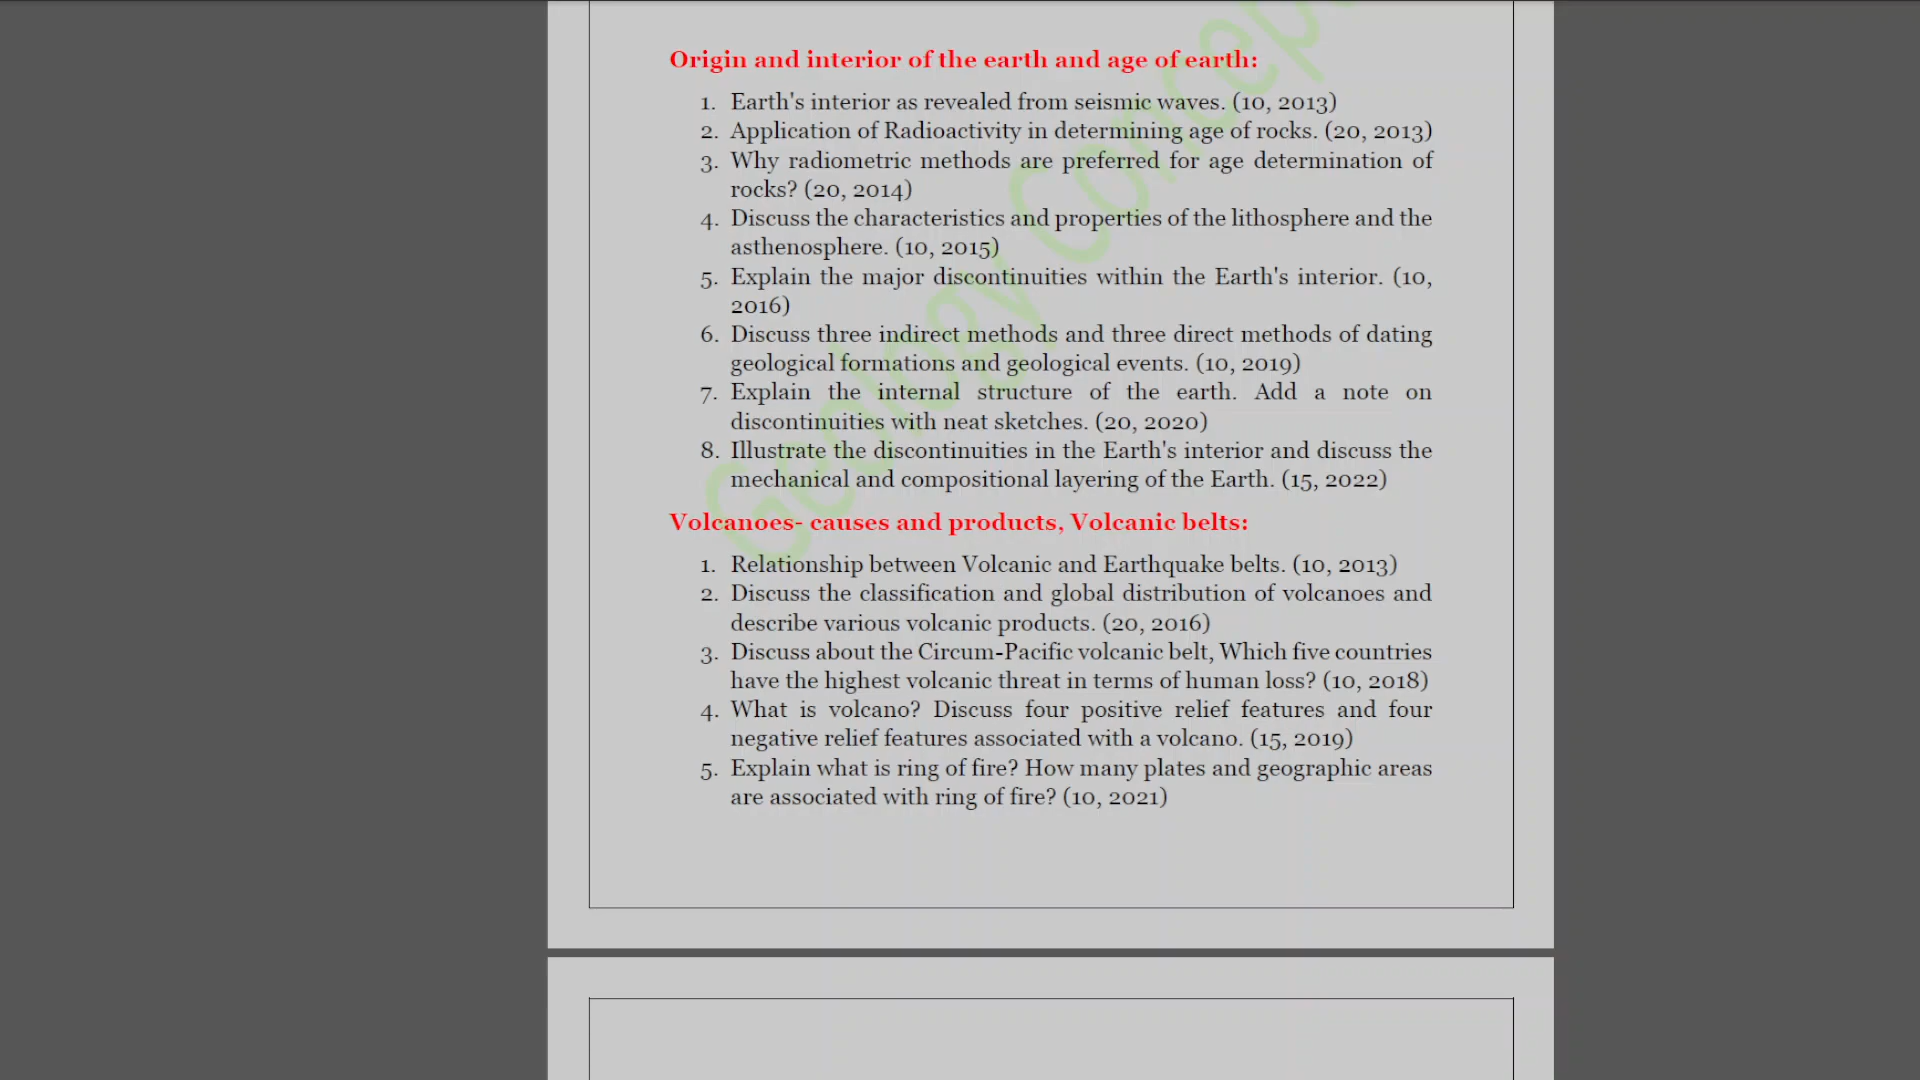 Origin and interior of the earth and age of earth:
1. Earth's interior as revealed from seismic waves. (10, 2013)
2. Application of Radioactivity in determining age of rocks. (20, 2013)
3. Why radiometric methods are preferred for age determination of
rocks? (20, 2014)
4. Discuss the characteristics and properties of the lithosphere and the
asthenosphere. (10, 2015)
5. Explain the major discontinuities within the Earth's interior. (10,
2016)
6. Discuss three indirect methods and three direct methods of dating
geological formations and geological events. (10, 2019)
7. Explain the internal structure of the earth. Add a note on
discontinuities with neat sketches. (20, 2020)
8. Illustrate the discontinuities in the Earth's interior and discuss the
mechanical and compositional layering of the Earth. (15, 2022)
Volcanoes- causes and products, Volcanic belts:
1. Relationship between Volcanic and Earthquake belts. (10, 2013)
2. Discuss the classification and global distribution of volcanoes and
describe various volcanic products. (20, 2016)
3. Discuss about the Circum-Pacific volcanic belt, Which five countries
have the highest volcanic threat in terms of human loss? (10, 2018)
4. What is volcano? Discuss four positive relief features and four
negative relief features associated with a volcano. (15, 2019)
5. Explain what is ring of fire? How many plates and geographic areas
are associated with ring of fire? (10, 2021)
Geology Concep